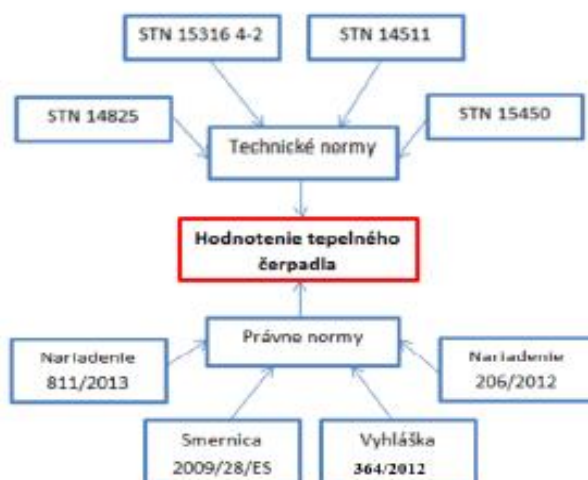 STN 15316 4-2
STN 14511
STN 14825
STN 15450
Technické normy
Hodnotenie tepelného
čerpadla
Právne normy
Nariadenie
811/2013
Nariadenie
206/2012
Smernica
2009/28/ES
Vyhláška
364/2012